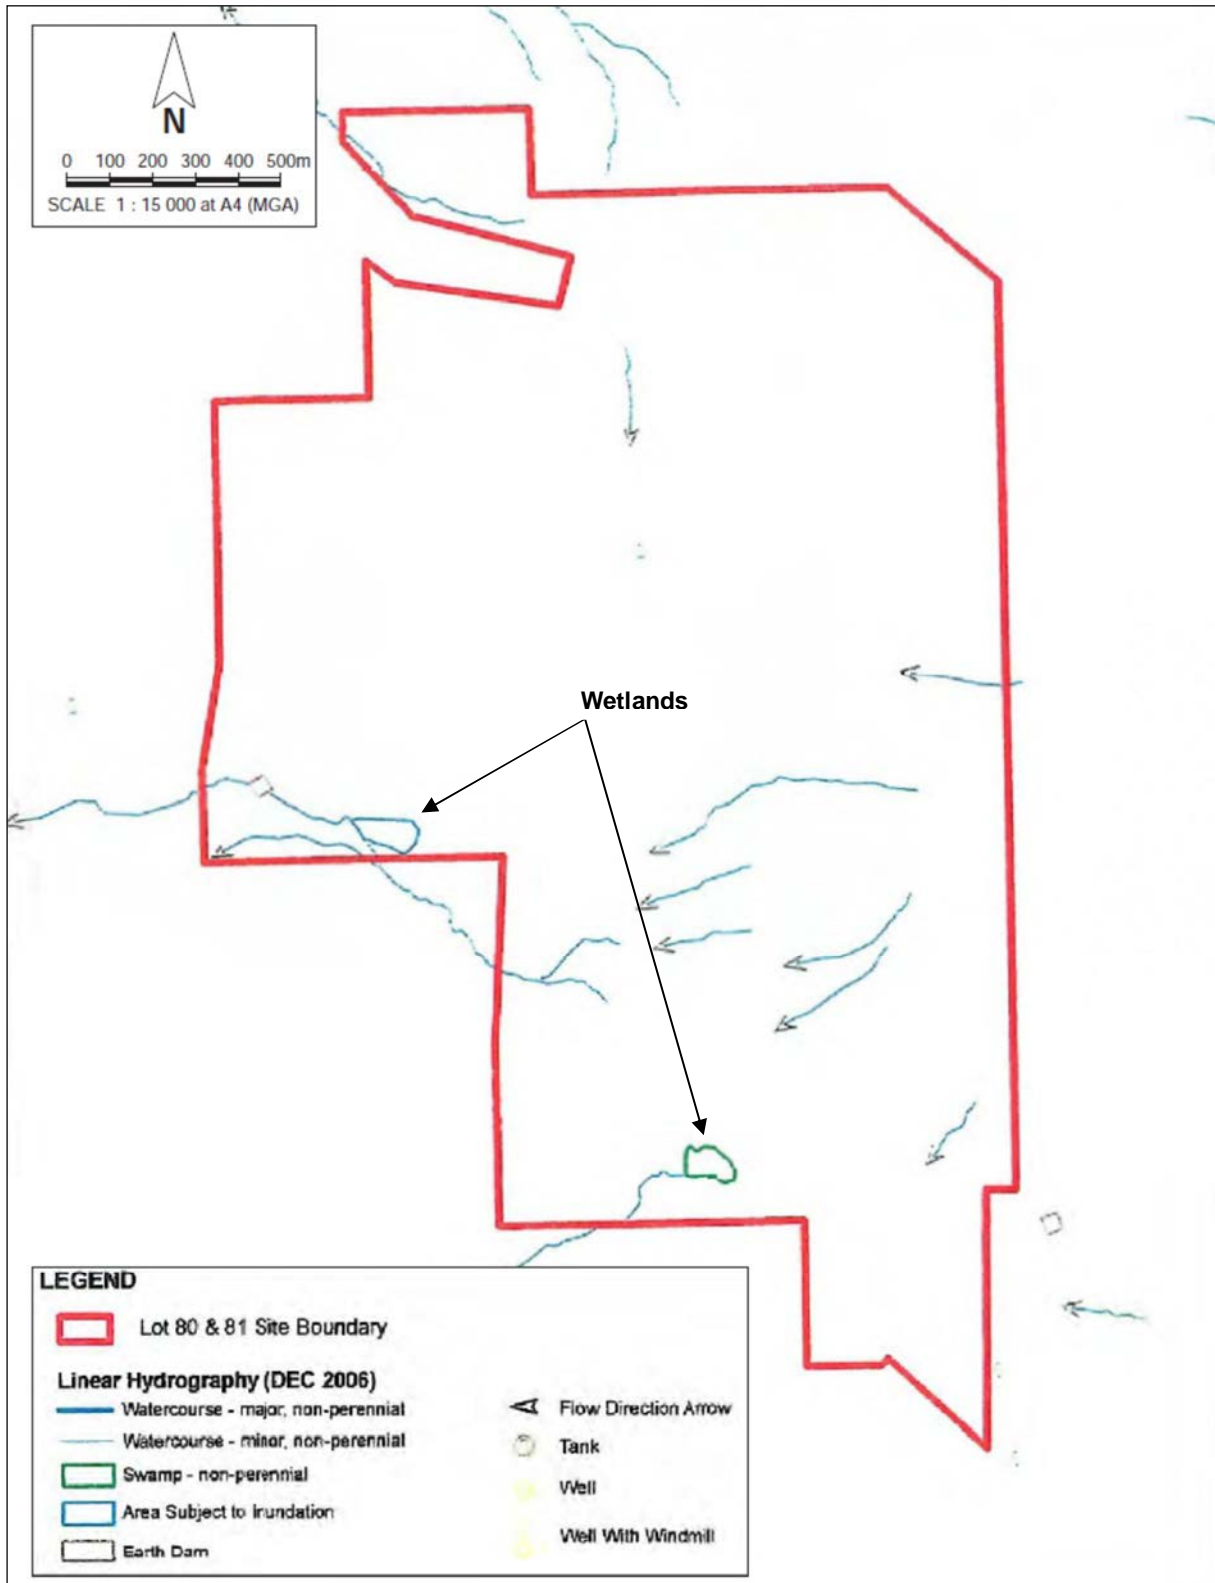 N
0 100 200 300 400 500m
SCALE 1 : 15 000 at A4 (MGA)
Wetlands
LEGEND
Lot 80 & 81 Site Boundary
Linear Hydrography (DEC 2006)
Watercourse - major, non-perennial
Watercourse - minor, non-perennial
Swamp - non-perennial
Area Subject to Inundation
Earth Dam
Flow Direction Arrow
Tank
Well
Well With Windmill